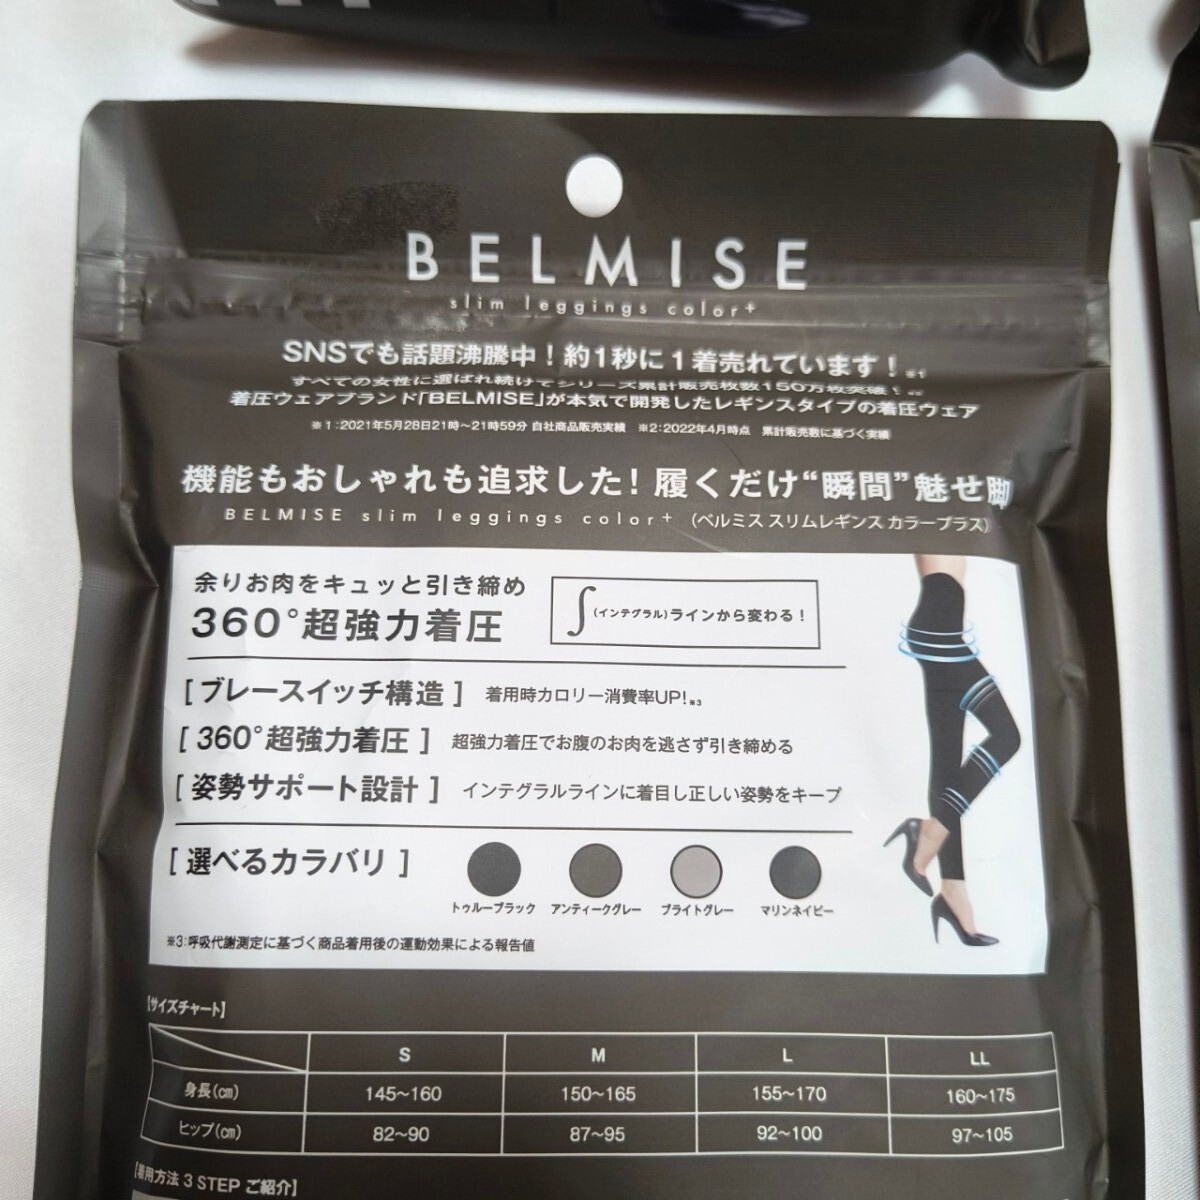 BELMISE
slim leggings color+
SNSでも話題沸騰中！約1秒に1着売れています！※1
すべての女性に選ばれ続けてシリーズ累計販売枚数150万枚突破！※2
着圧ウェアブランド「BELMISE」が本気で開発したレギンスタイプの着圧ウェア
※1：2021年5月28日21時～21時59分 自社商品販売実績　※2：2022年4月時点　累計販売数に基づく実績
機能もおしゃれも追求した！履くだけ“瞬間”魅せ脚
BELMISE slim leggings color+（ベルミス スリムレギンス カラープラス）
余りお肉をキュッと引き締め
360°超強力着圧
∫(インテグラル)ラインから変わる！
[ ブレースイッチ構造 ] 着用時カロリー消費率UP!※3
[ 360°超強力着圧 ] 超強力着圧でお腹のお肉を逃さず引き締める
[ 姿勢サポート設計 ] インテグラルラインに着目し正しい姿勢をキープ
[ 選べるカラバリ ]
トゥルーブラック アンティークグレー ブライトグレー マリンネイビー
※3：呼吸代謝測定に基づく商品着用後の運動効果による報告値
【サイズチャート】
S M L LL
身長(cm) 145～160 150～165 155～170 160～175
ヒップ(cm) 82～90 87～95 92～100 97～105
【着用方法 3 STEP ご紹介】